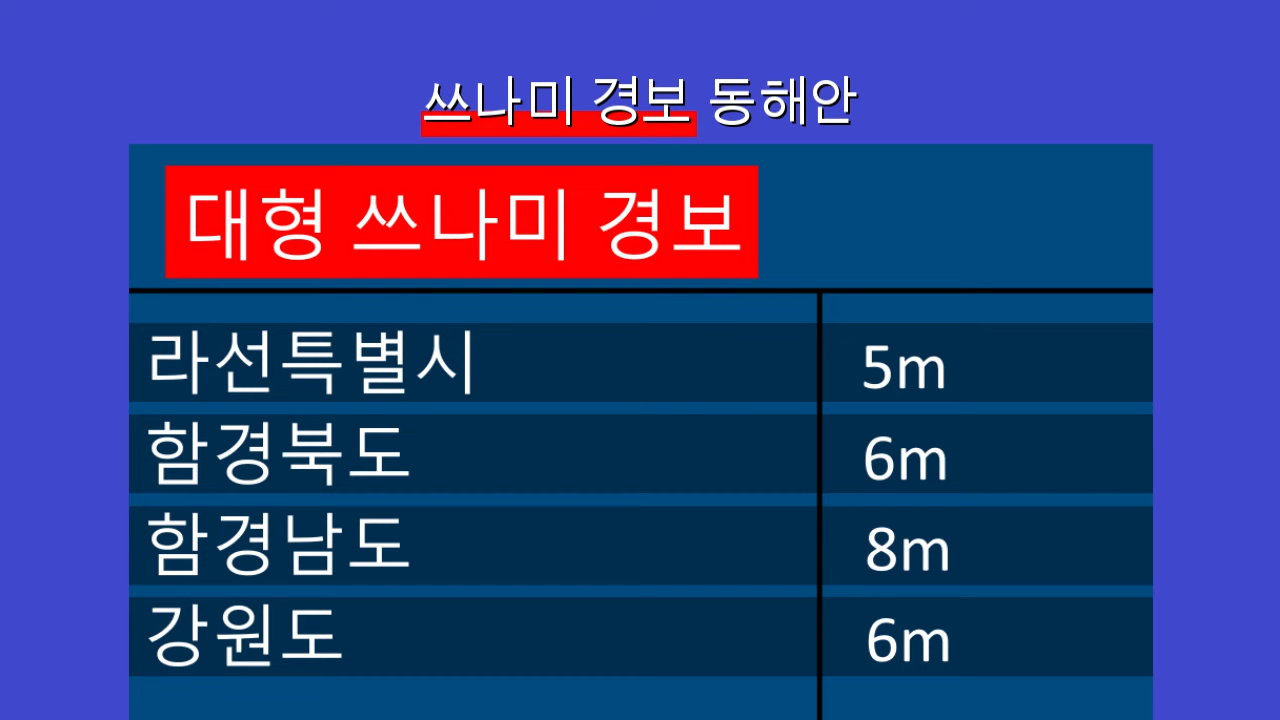 쓰나미 경보 동해안
대형 쓰나미 경보
라선특별시 5m
함경북도 6m
함경남도 8m
강원도 6m